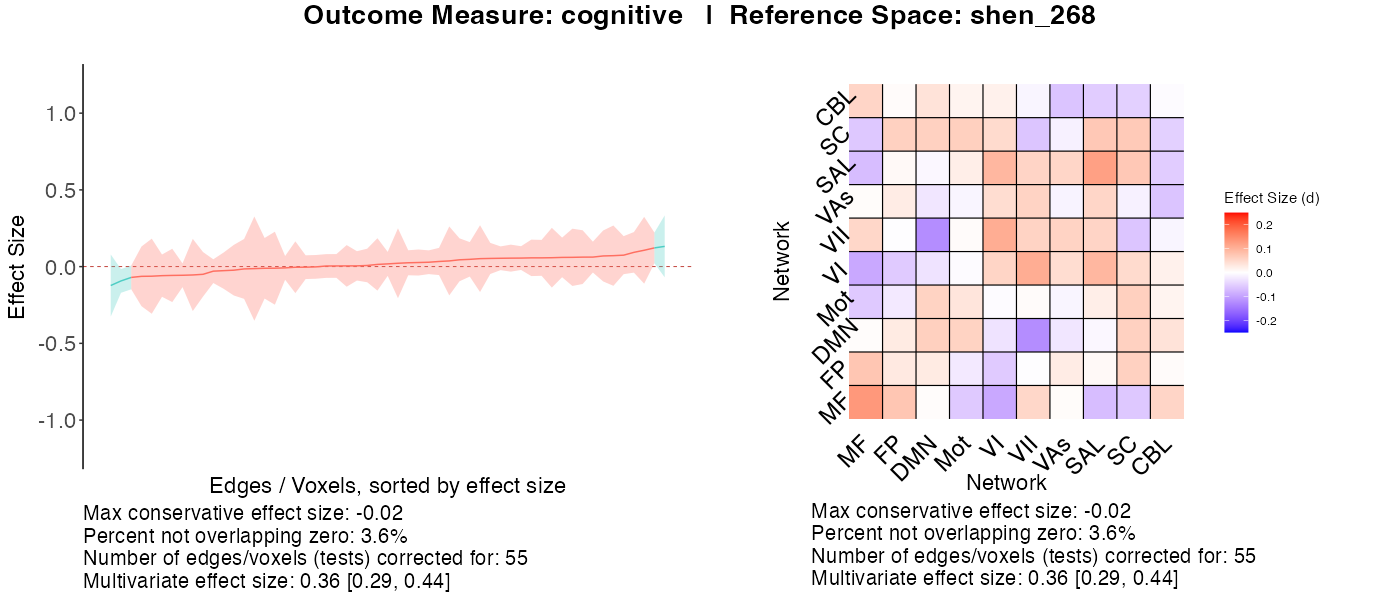 Outcome Measure: cognitive | Reference Space: shen_268
Effect Size
1.0
0.5
0.0
-0.5
-1.0
Edges / Voxels, sorted by effect size
Max conservative effect size: -0.02
Percent not overlapping zero: 3.6%
Number of edges/voxels (tests) corrected for: 55
Multivariate effect size: 0.36 [0.29, 0.44]
Network
CBL
SC
SAL
VAs
VII
VI
Mot
DMN
FP
MF
MF FP DMN Mot VI VII VAs SAL SC CBL
Network
Effect Size (d)
0.2
0.1
0.0
-0.1
-0.2
Max conservative effect size: -0.02
Percent not overlapping zero: 3.6%
Number of edges/voxels (tests) corrected for: 55
Multivariate effect size: 0.36 [0.29, 0.44]